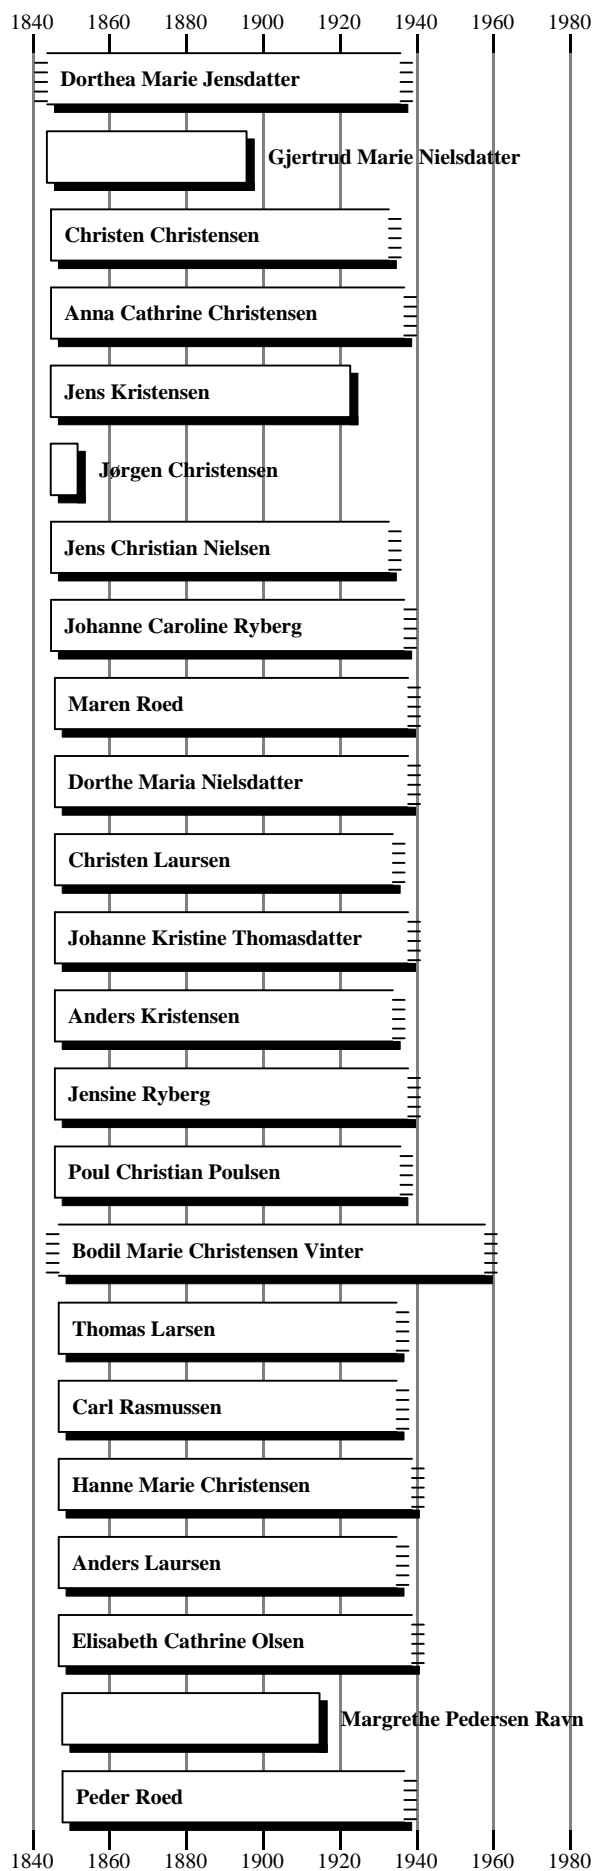 1840 1860 1880 1900 1920 1940 1960 1980
Dorthea Marie Jensdatter
Gjertrud Marie Nielsdatter
Christen Christensen
Anna Cathrine Christensen
Jens Kristensen
Jørgen Christensen
Jens Christian Nielsen
Johanne Caroline Ryberg
Maren Roed
Dorthe Maria Nielsdatter
Christen Laursen
Johanne Kristine Thomasdatter
Anders Kristensen
Jensine Ryberg
Poul Christian Poulsen
Bodil Marie Christensen Vinter
Thomas Larsen
Carl Rasmussen
Hanne Marie Christensen
Anders Laursen
Elisabeth Cathrine Olsen
Margrethe Pedersen Ravn
Peder Roed
1840 1860 1880 1900 1920 1940 1960 1980